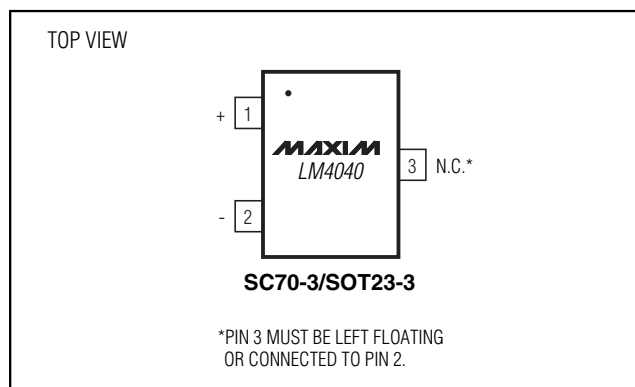 TOP VIEW
+ 1
MAXIM
LM4040
3 N.C.*
- 2
SC70-3/SOT23-3
*PIN 3 MUST BE LEFT FLOATING
OR CONNECTED TO PIN 2.